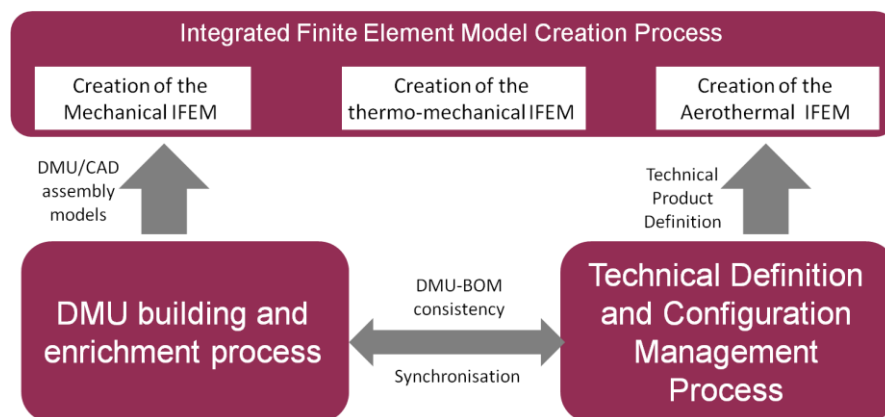 Integrated Finite Element Model Creation Process
Creation of the
Mechanical IFEM
Creation of the
thermo-mechanical IFEM
Creation of the
Aerothermal IFEM
DMU/CAD
assembly
models
Technical
Product
Definition
DMU building and
enrichment process
DMU-BOM
consistency
Synchronisation
Technical Definition
and Configuration
Management
Process